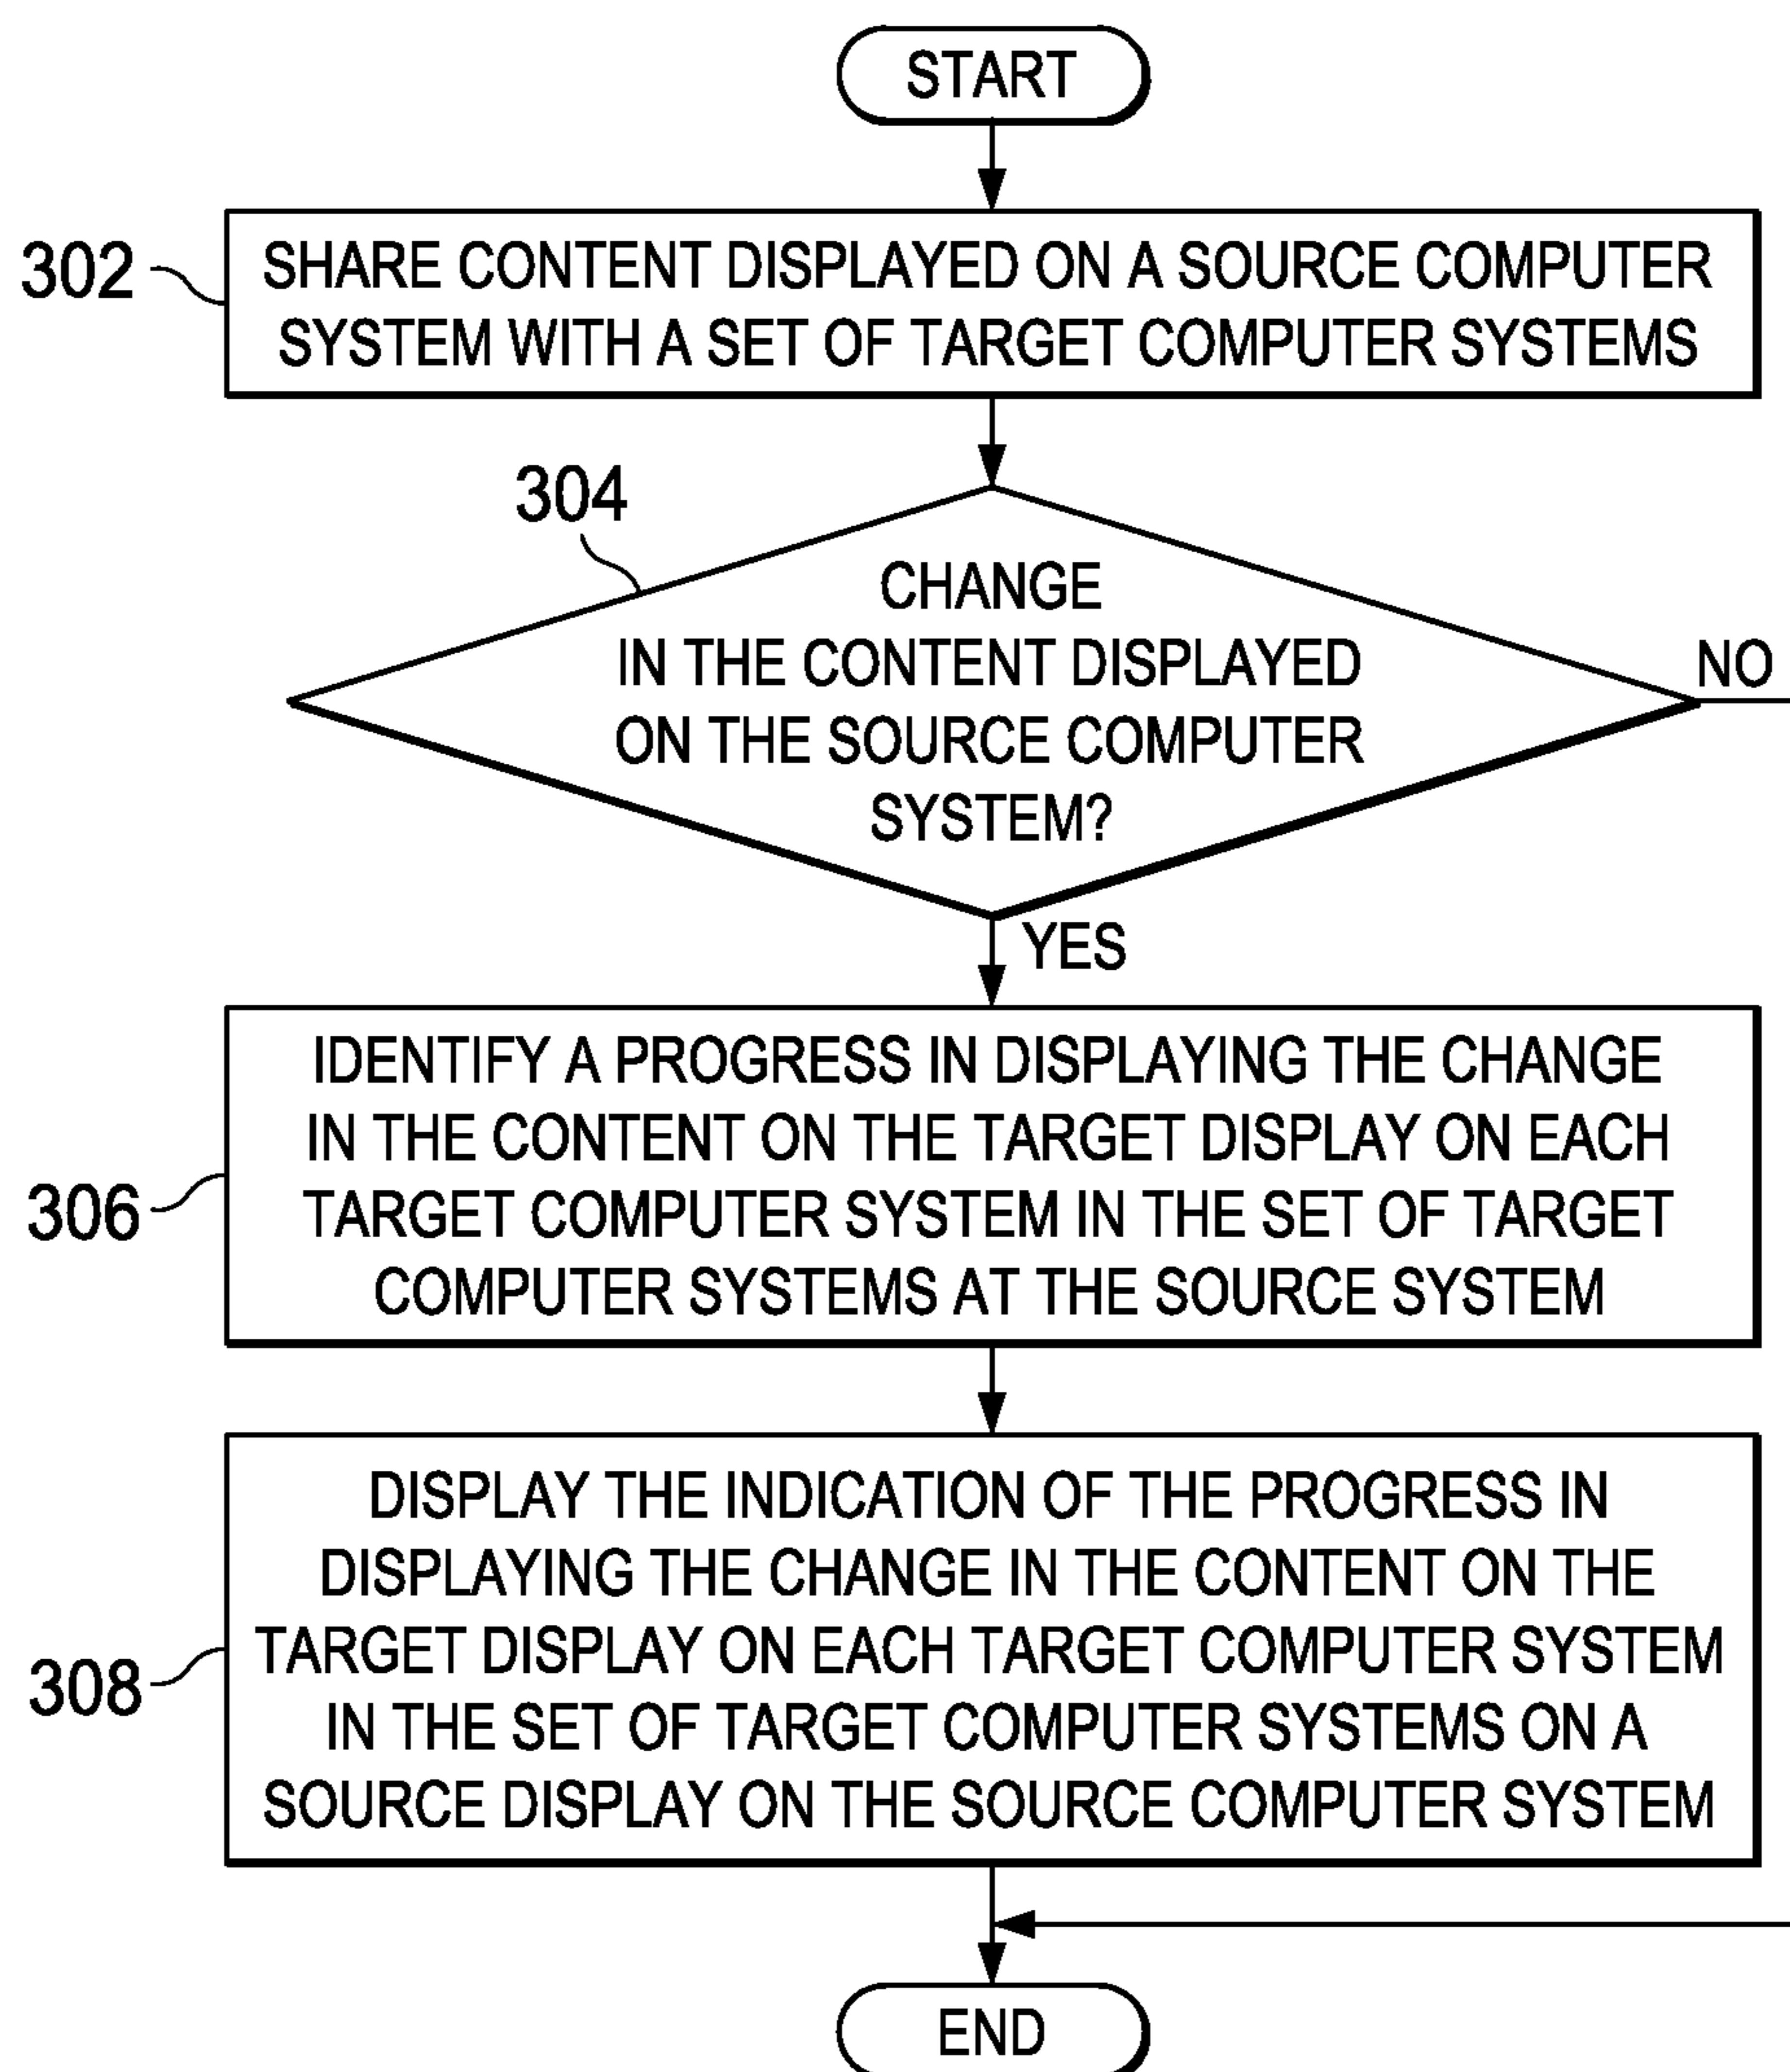 START
302
SHARE CONTENT DISPLAYED ON A SOURCE COMPUTER
SYSTEM WITH A SET OF TARGET COMPUTER SYSTEMS
304
CHANGE
IN THE CONTENT DISPLAYED
ON THE SOURCE COMPUTER
SYSTEM?
NO
YES
306
IDENTIFY A PROGRESS IN DISPLAYING THE CHANGE
IN THE CONTENT ON THE TARGET DISPLAY ON EACH
TARGET COMPUTER SYSTEM IN THE SET OF TARGET
COMPUTER SYSTEMS AT THE SOURCE SYSTEM
308
DISPLAY THE INDICATION OF THE PROGRESS IN
DISPLAYING THE CHANGE IN THE CONTENT ON THE
TARGET DISPLAY ON EACH TARGET COMPUTER SYSTEM
IN THE SET OF TARGET COMPUTER SYSTEMS ON A
SOURCE DISPLAY ON THE SOURCE COMPUTER SYSTEM
END